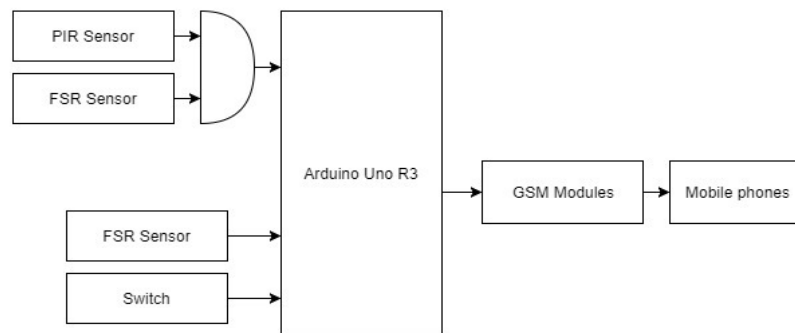 PIR Sensor
FSR Sensor
Arduino Uno R3
GSM Modules
Mobile phones
FSR Sensor
Switch